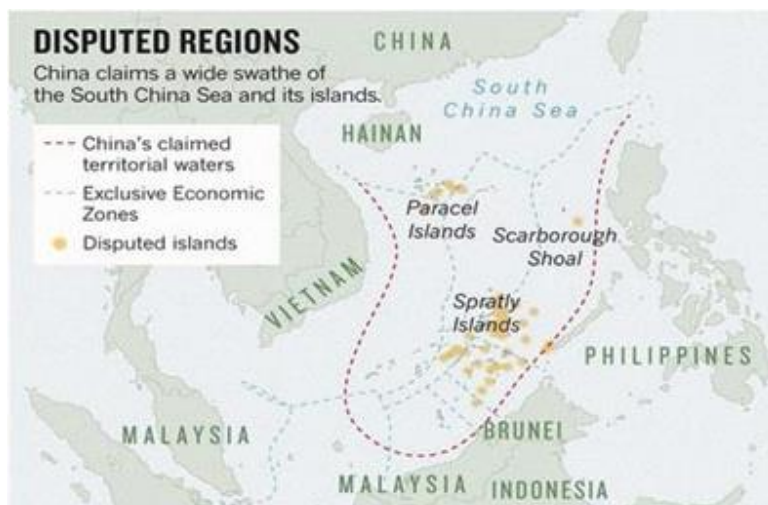 DISPUTED REGIONS
China claims a wide swathe of
the South China Sea and its islands.
China's claimed
territorial waters
Exclusive Economic
Zones
Disputed islands
CHINA
South
China Sea
HAINAN
Paracel
Islands
Scarborough
Shoal
VIETNAM
Spratly
Islands
PHILIPPINES
MALAYSIA
BRUNEI
MALAYSIA
INDONESIA